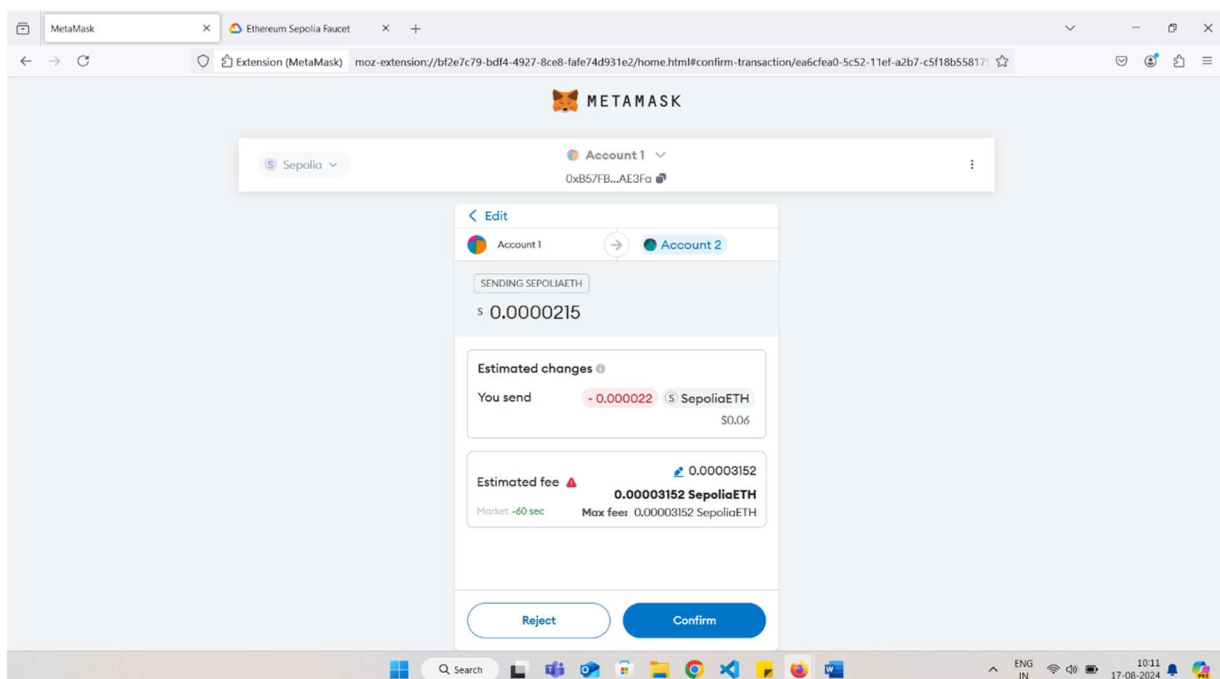 MetaMask
Ethereum Sepolia Faucet
Extension (MetaMask) moz-extension://bf2e7c79-bdf4-4927-8ce8-fafe74d931e2/home.html#confirm-transaction/ea6cfea0-5c52-11ef-a2b7-c5f18b55817
METAMASK
S Sepolia
Account 1
0xB57FB...AE3Fa
Edit
Account 1
Account 2
SENDING SEPOLIAETH
S 0.0000215
Estimated changes
You send - 0.000022 S SepoliaETH
$0.06
0.00003152
Estimated fee
0.00003152 SepoliaETH
Market ~60 sec Max fee: 0.00003152 SepoliaETH
Reject Confirm
Search
ENG
IN
10:11
17-08-2024